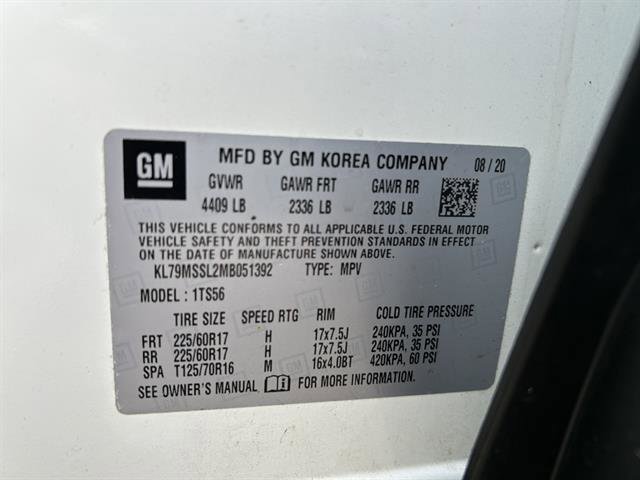 GM
MFD BY GM KOREA COMPANY 08 / 20
GVWR GAWR FRT GAWR RR
4409 LB 2336 LB 2336 LB
THIS VEHICLE CONFORMS TO ALL APPLICABLE U.S. FEDERAL MOTOR
VEHICLE SAFETY AND THEFT PREVENTION STANDARDS IN EFFECT
ON THE DATE OF MANUFACTURE SHOWN ABOVE.
KL79MSSL2MB051392 TYPE: MPV
MODEL : 1TS56
TIRE SIZE SPEED RTG RIM COLD TIRE PRESSURE
FRT 225/60R17 H 17x7.5J 240KPA, 35 PSI
RR 225/60R17 H 17x7.5J 240KPA, 35 PSI
SPA T125/70R16 M 16x4.0BT 420KPA, 60 PSI
SEE OWNER'S MANUAL FOR MORE INFORMATION.